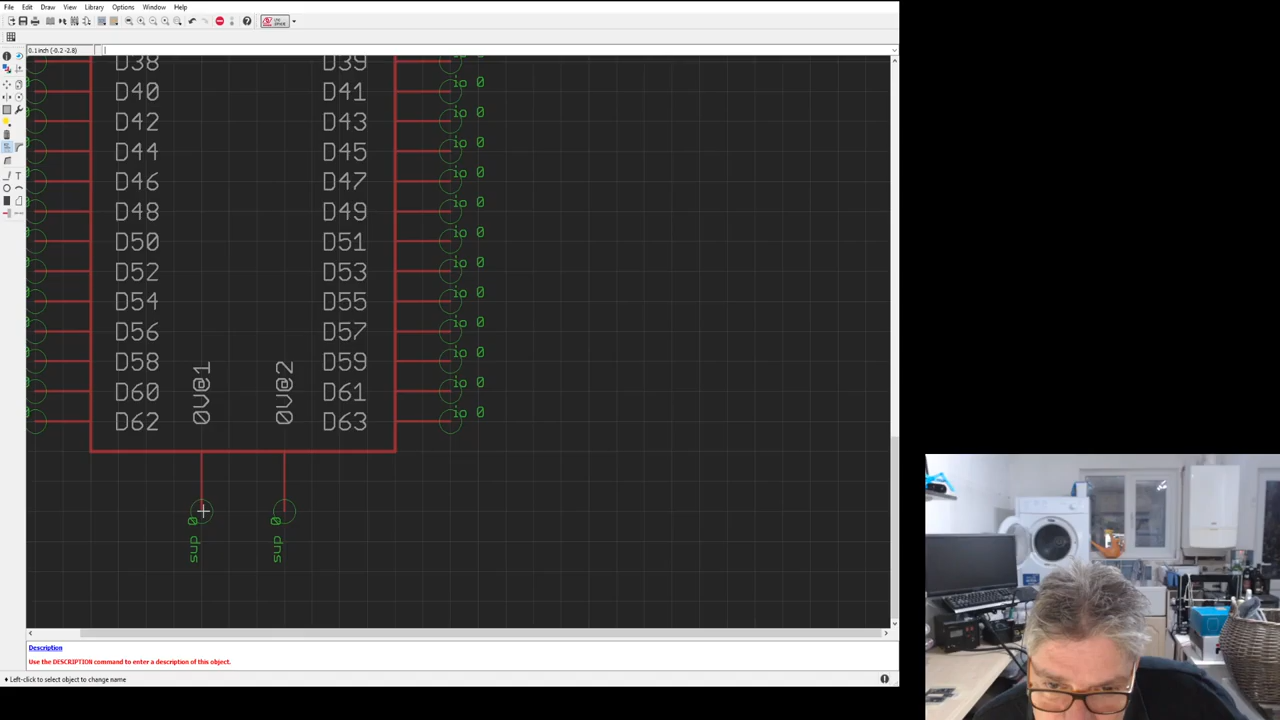 File Edit Draw View Library Options Window Help
0.1 inch (-0.2 -2.8)
D38 D39
D40 D41 io 0
D42 D43 io 0
D44 D45 io 0
D46 D47 io 0
D48 D49 io 0
D50 D51 io 0
D52 D53 io 0
D54 D55 io 0
D56 D57 io 0
D58 D59 io 0
D60 D61 io 0
D62 D63 io 0
0V@1
0V@2
sup 0
sup 0
Description
Use the DESCRIPTION command to enter a description of this object.
Left-click to select object to change name